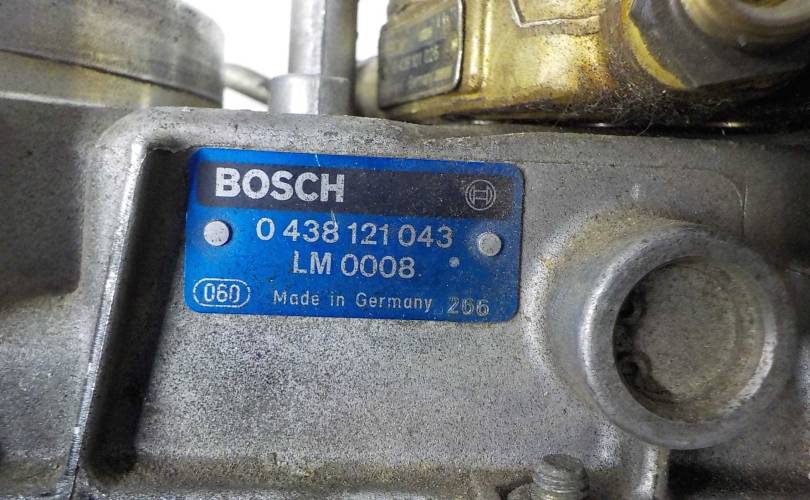 BOSCH
0 438 121 043
LM 0008
060 Made in Germany 266